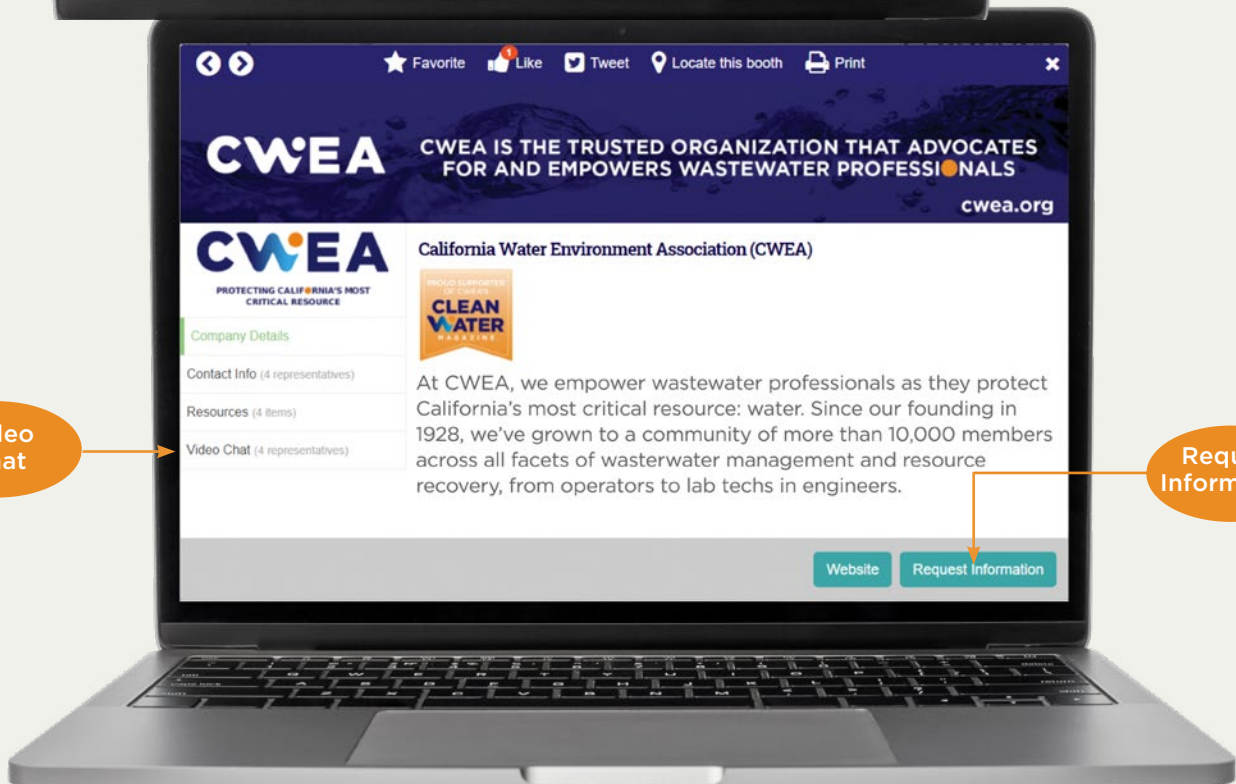 Favorite 1 Like Tweet Locate this booth Print
CWEA
CWEA IS THE TRUSTED ORGANIZATION THAT ADVOCATES
FOR AND EMPOWERS WASTEWATER PROFESSIONALS
cwea.org
CWEA
PROTECTING CALIFORNIA'S MOST
CRITICAL RESOURCE
Company Details
Contact Info (4 representatives)
Resources (4 items)
Video Chat (4 representatives)
California Water Environment Association (CWEA)
PROUD SUPPORTER
OF CWEA'S
CLEAN
WATER
MAGAZINE
At CWEA, we empower wastewater professionals as they protect
California's most critical resource: water. Since our founding in
1928, we've grown to a community of more than 10,000 members
across all facets of wasterwater management and resource
recovery, from operators to lab techs in engineers.
Website
Request Information